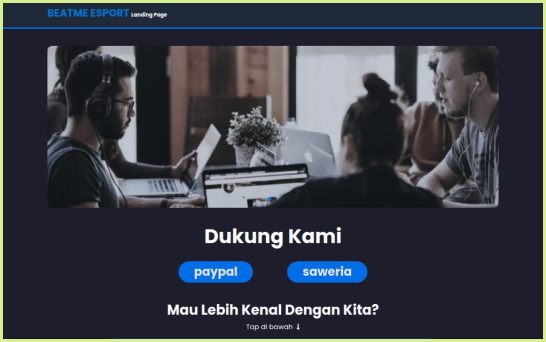 BEATME ESPORT Landing Page
Dukung Kami
paypal saweria
Mau Lebih Kenal Dengan Kita?
Tap di bawah ↓